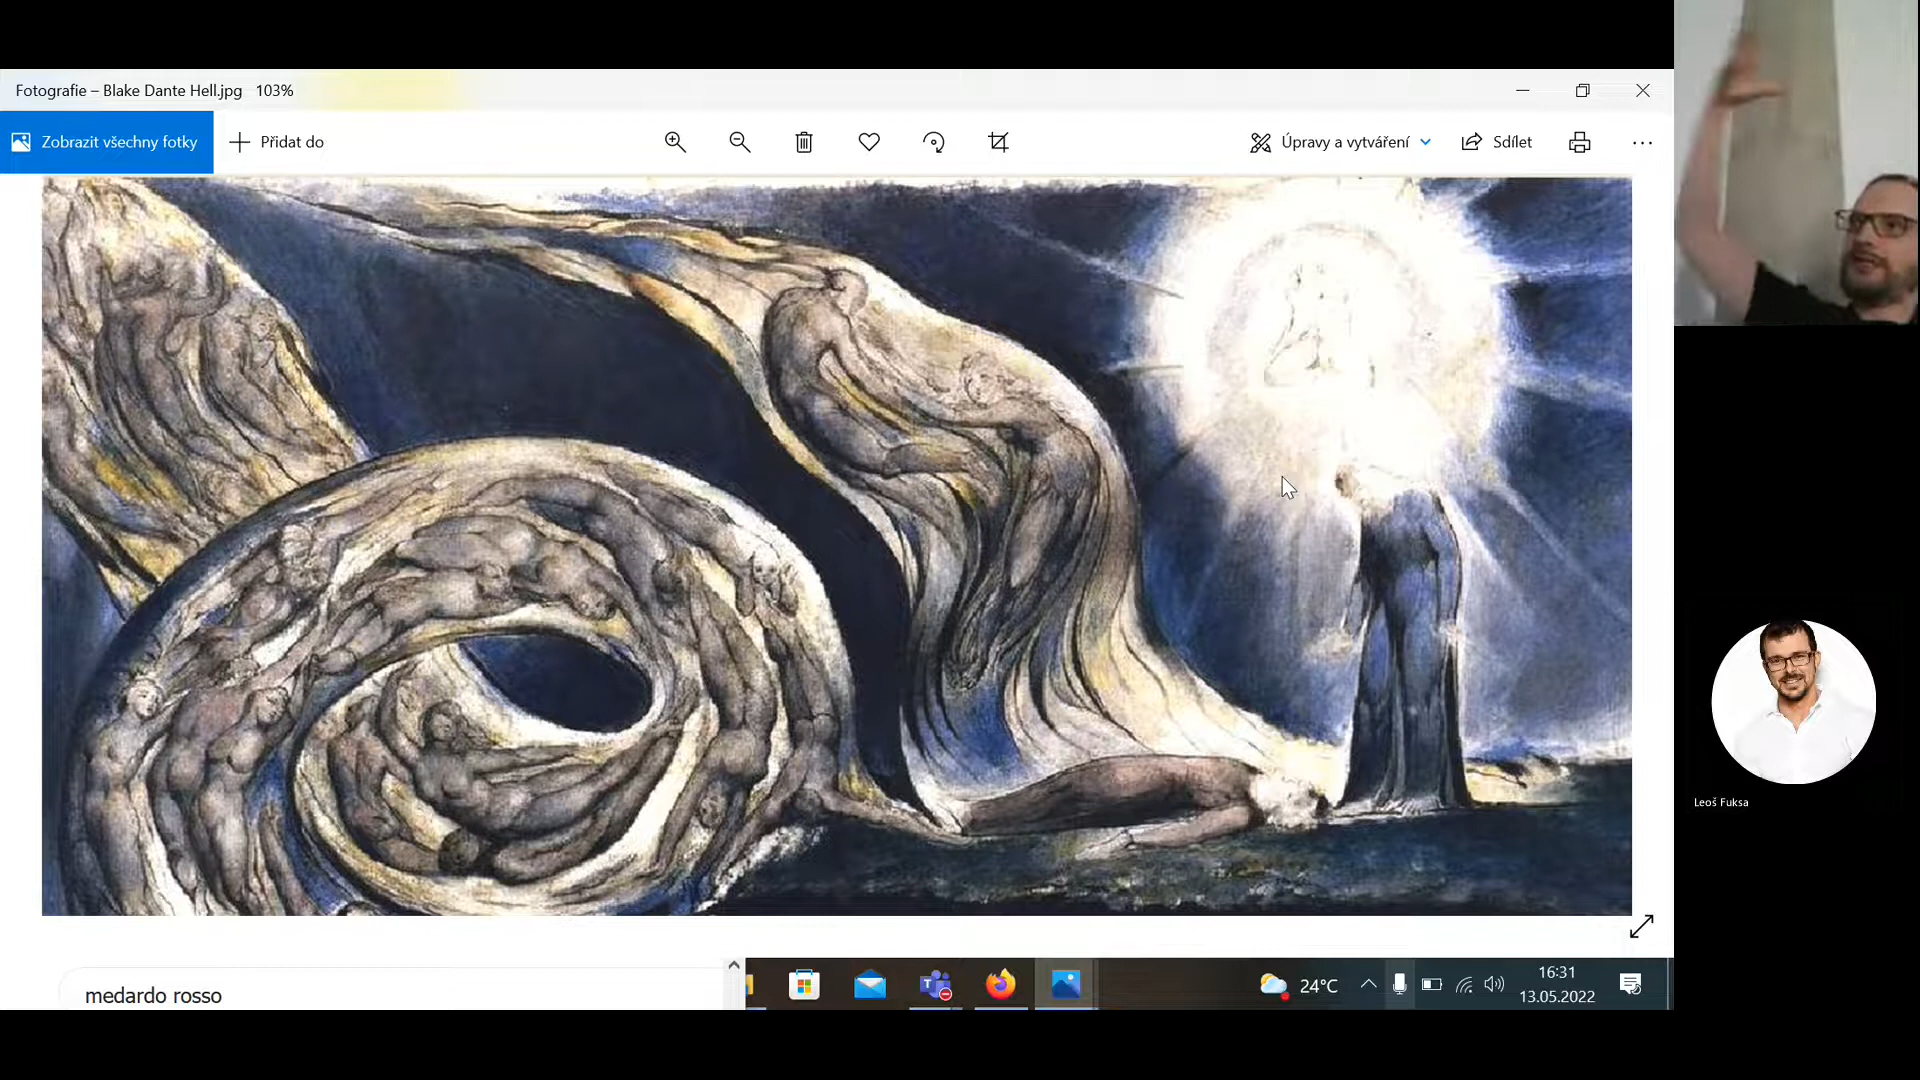 Fotografie – Blake Dante Hell.jpg   103%
Zobrazit všechny fotky
Přidat do
Úpravy a vytváření
Sdílet
Leoš Fuksa
medardo rosso
24°C
16:31
13.05.2022